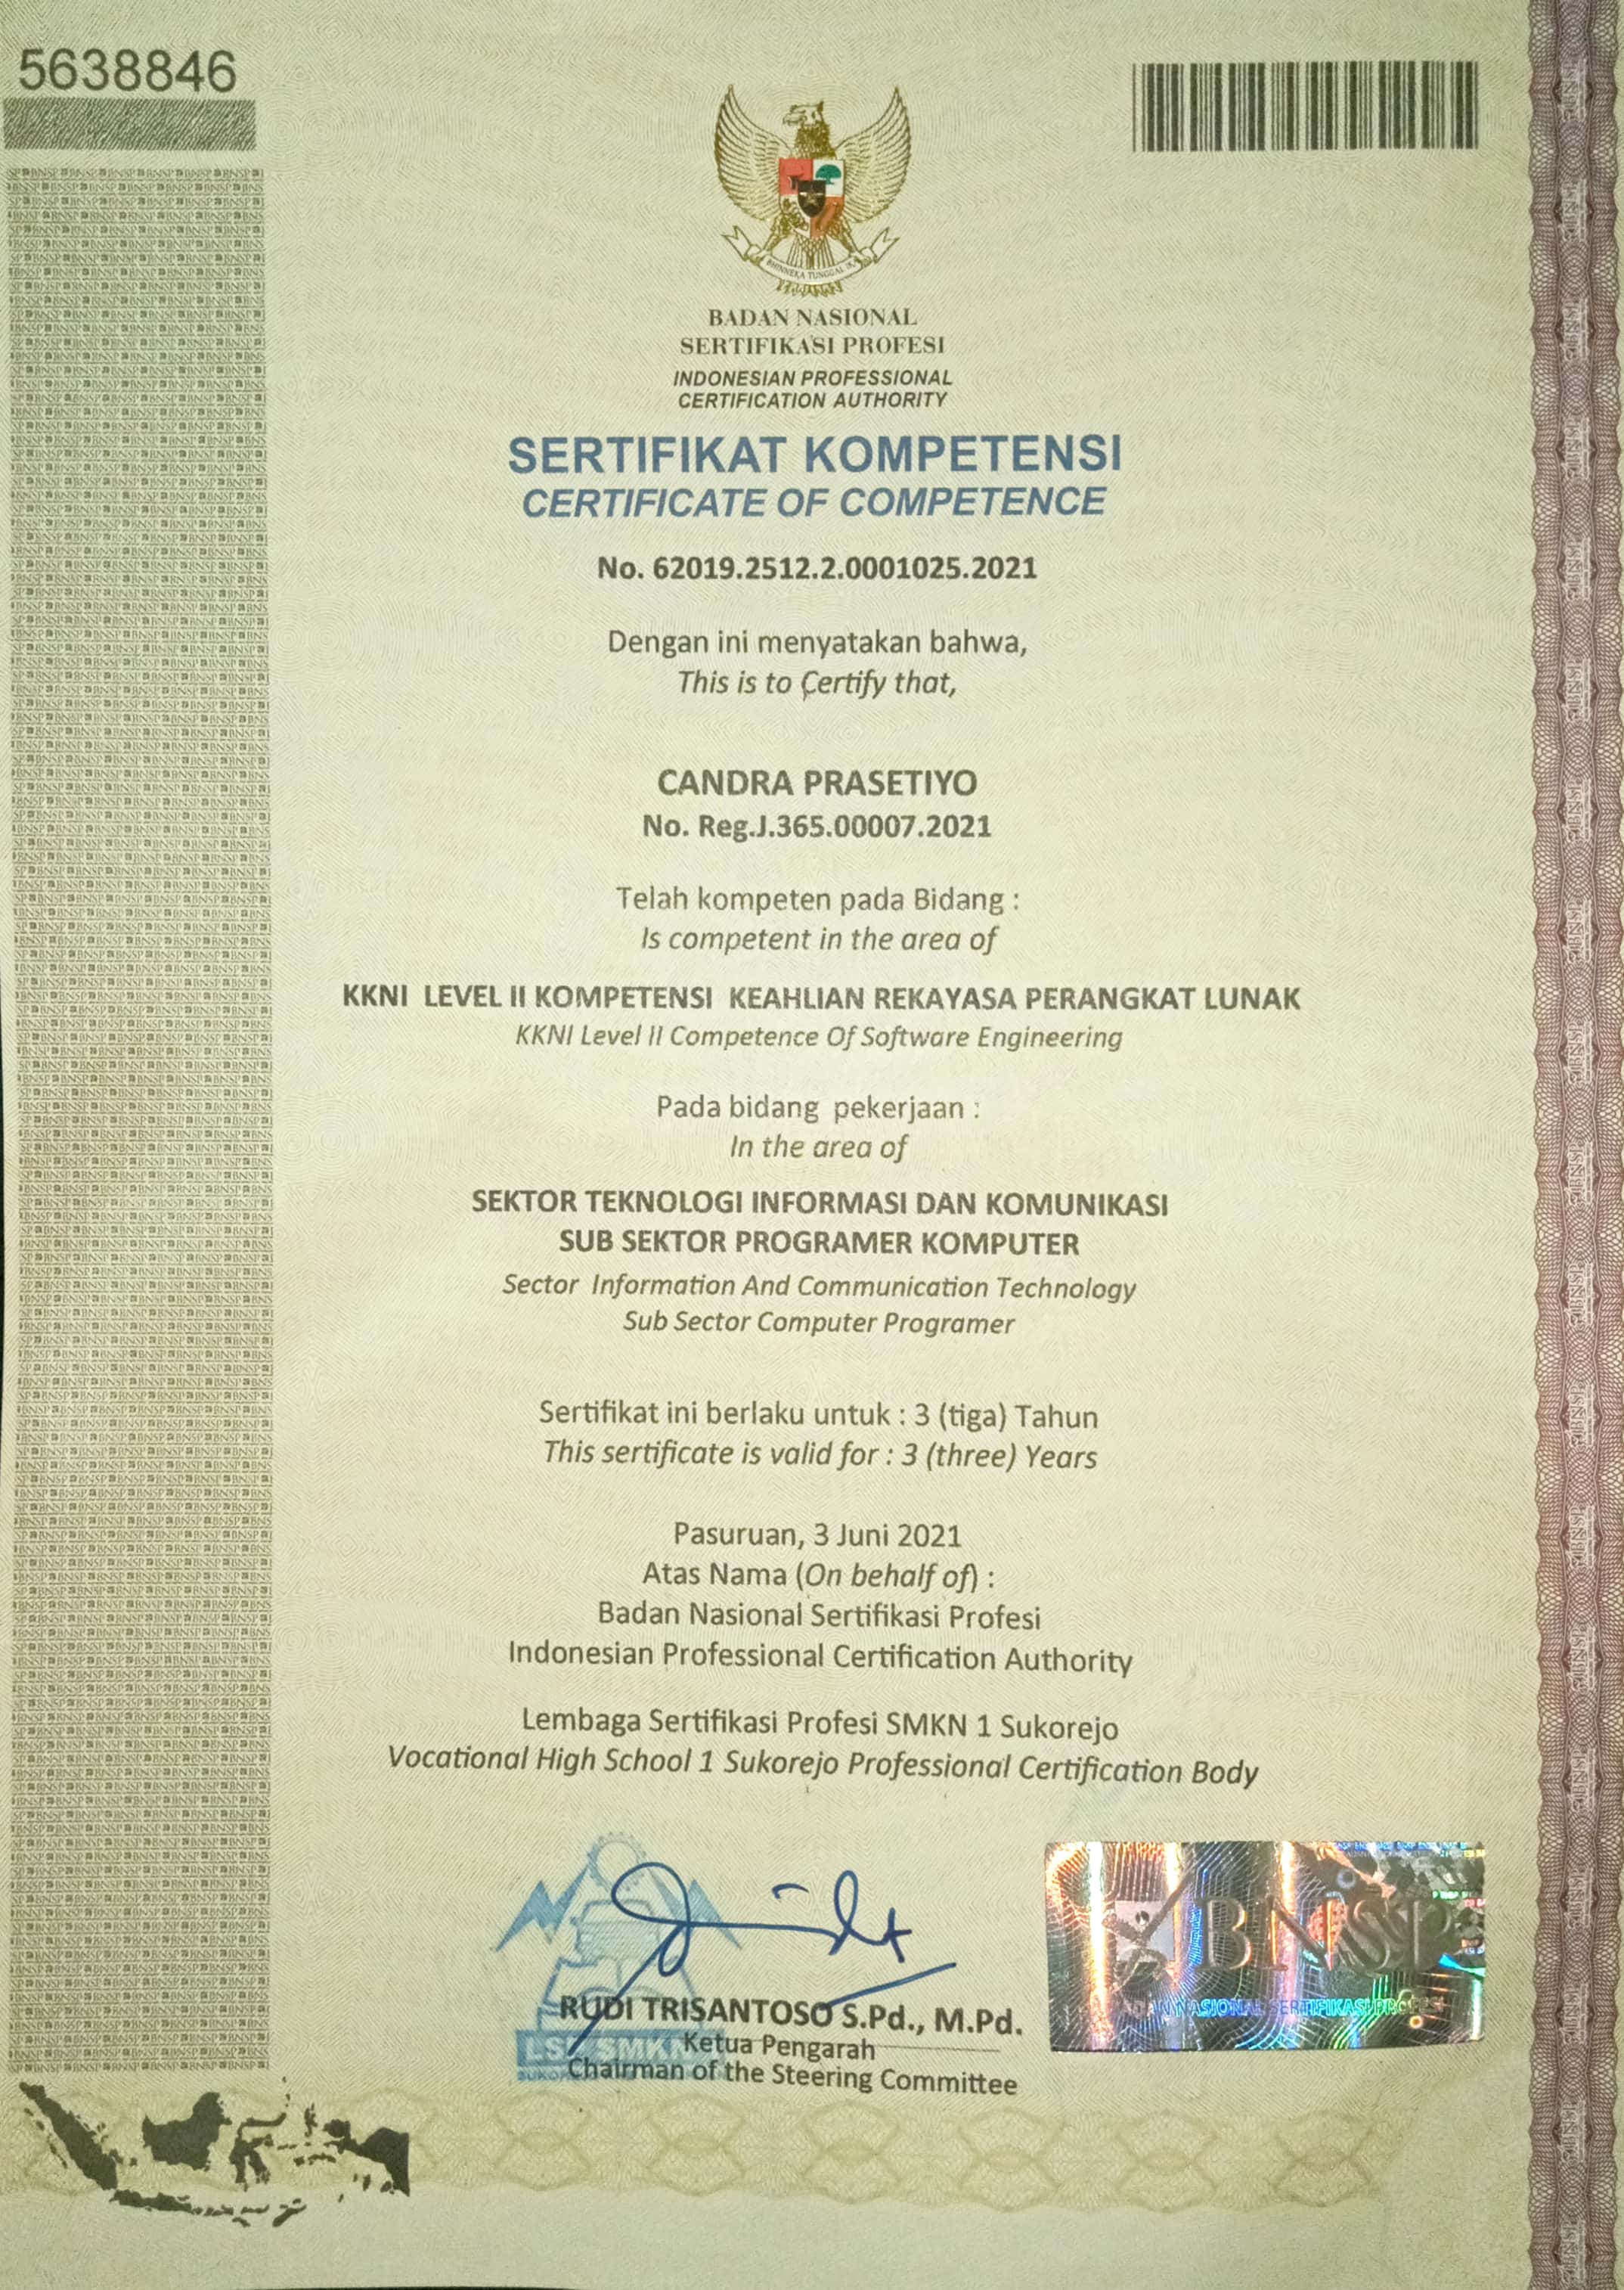 5638846
BHINNEKA TUNGGAL IKA
BADAN NASIONAL
SERTIFIKASI PROFESI
INDONESIAN PROFESSIONAL
CERTIFICATION AUTHORITY
SERTIFIKAT KOMPETENSI
CERTIFICATE OF COMPETENCE
No. 62019.2512.2.0001025.2021
Dengan ini menyatakan bahwa,
This is to Certify that,
CANDRA PRASETIYO
No. Reg.J.365.00007.2021
Telah kompeten pada Bidang :
Is competent in the area of
KKNI LEVEL II KOMPETENSI KEAHLIAN REKAYASA PERANGKAT LUNAK
KKNI Level II Competence Of Software Engineering
Pada bidang pekerjaan :
In the area of
SEKTOR TEKNOLOGI INFORMASI DAN KOMUNIKASI
SUB SEKTOR PROGRAMER KOMPUTER
Sector Information And Communication Technology
Sub Sector Computer Programer
Sertifikat ini berlaku untuk : 3 (tiga) Tahun
This sertificate is valid for : 3 (three) Years
Pasuruan, 3 Juni 2021
Atas Nama (On behalf of) :
Badan Nasional Sertifikasi Profesi
Indonesian Professional Certification Authority
Lembaga Sertifikasi Profesi SMKN 1 Sukorejo
Vocational High School 1 Sukorejo Professional Certification Body
RUDI TRISANTOSO S.Pd., M.Pd.
Ketua Pengarah
Chairman of the Steering Committee
LSP SMKN
BNSP
BADAN NASIONAL SERTIFIKASI PROFESI